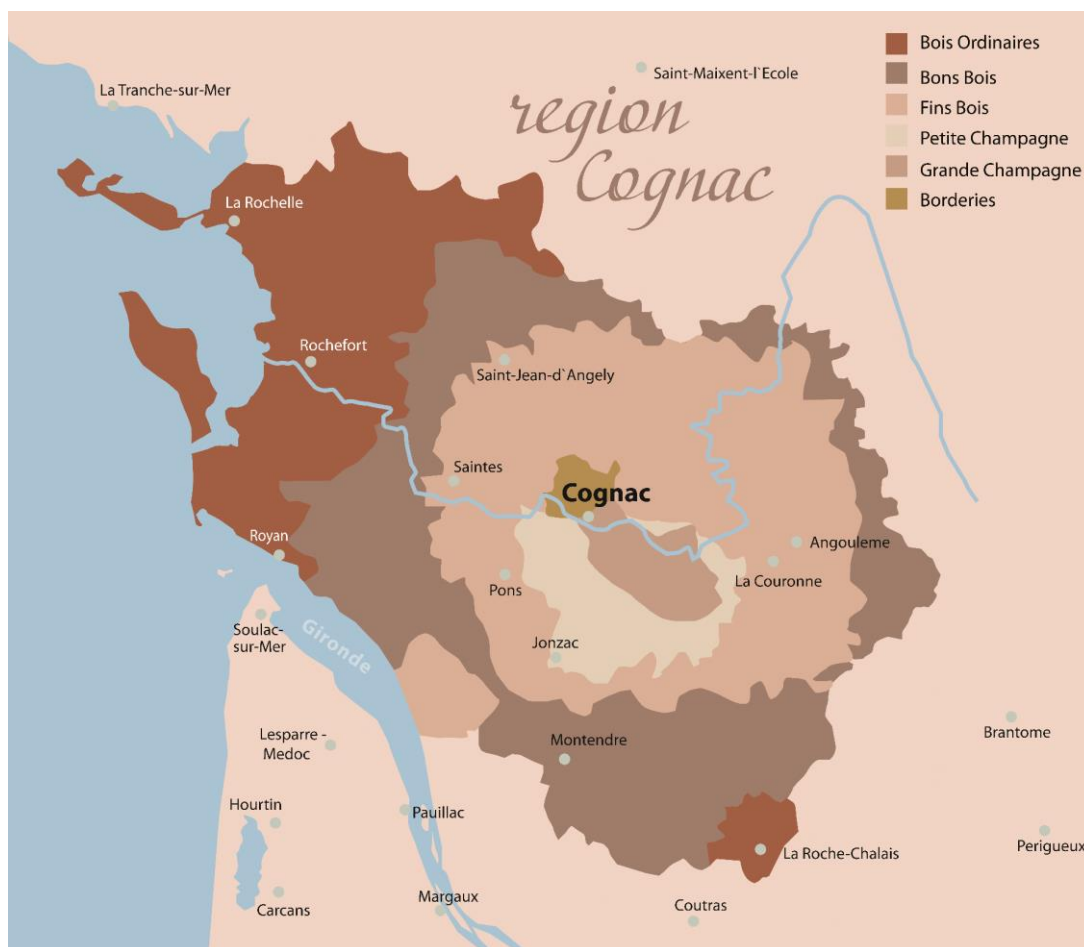 Bois Ordinaires
Bons Bois
Fins Bois
Petite Champagne
Grande Champagne
Borderies
region
Cognac
La Tranche-sur-Mer
Saint-Maixent-l`Ecole
La Rochelle
Rochefort
Saint-Jean-d`Angely
Saintes
Cognac
Royan
Angouleme
La Couronne
Pons
Soulac-
sur-Mer
Gironde
Jonzac
Lesparre -
Medoc
Montendre
Brantome
Hourtin
Pauillac
La Roche-Chalais
Perigueux
Carcans
Margaux
Coutras